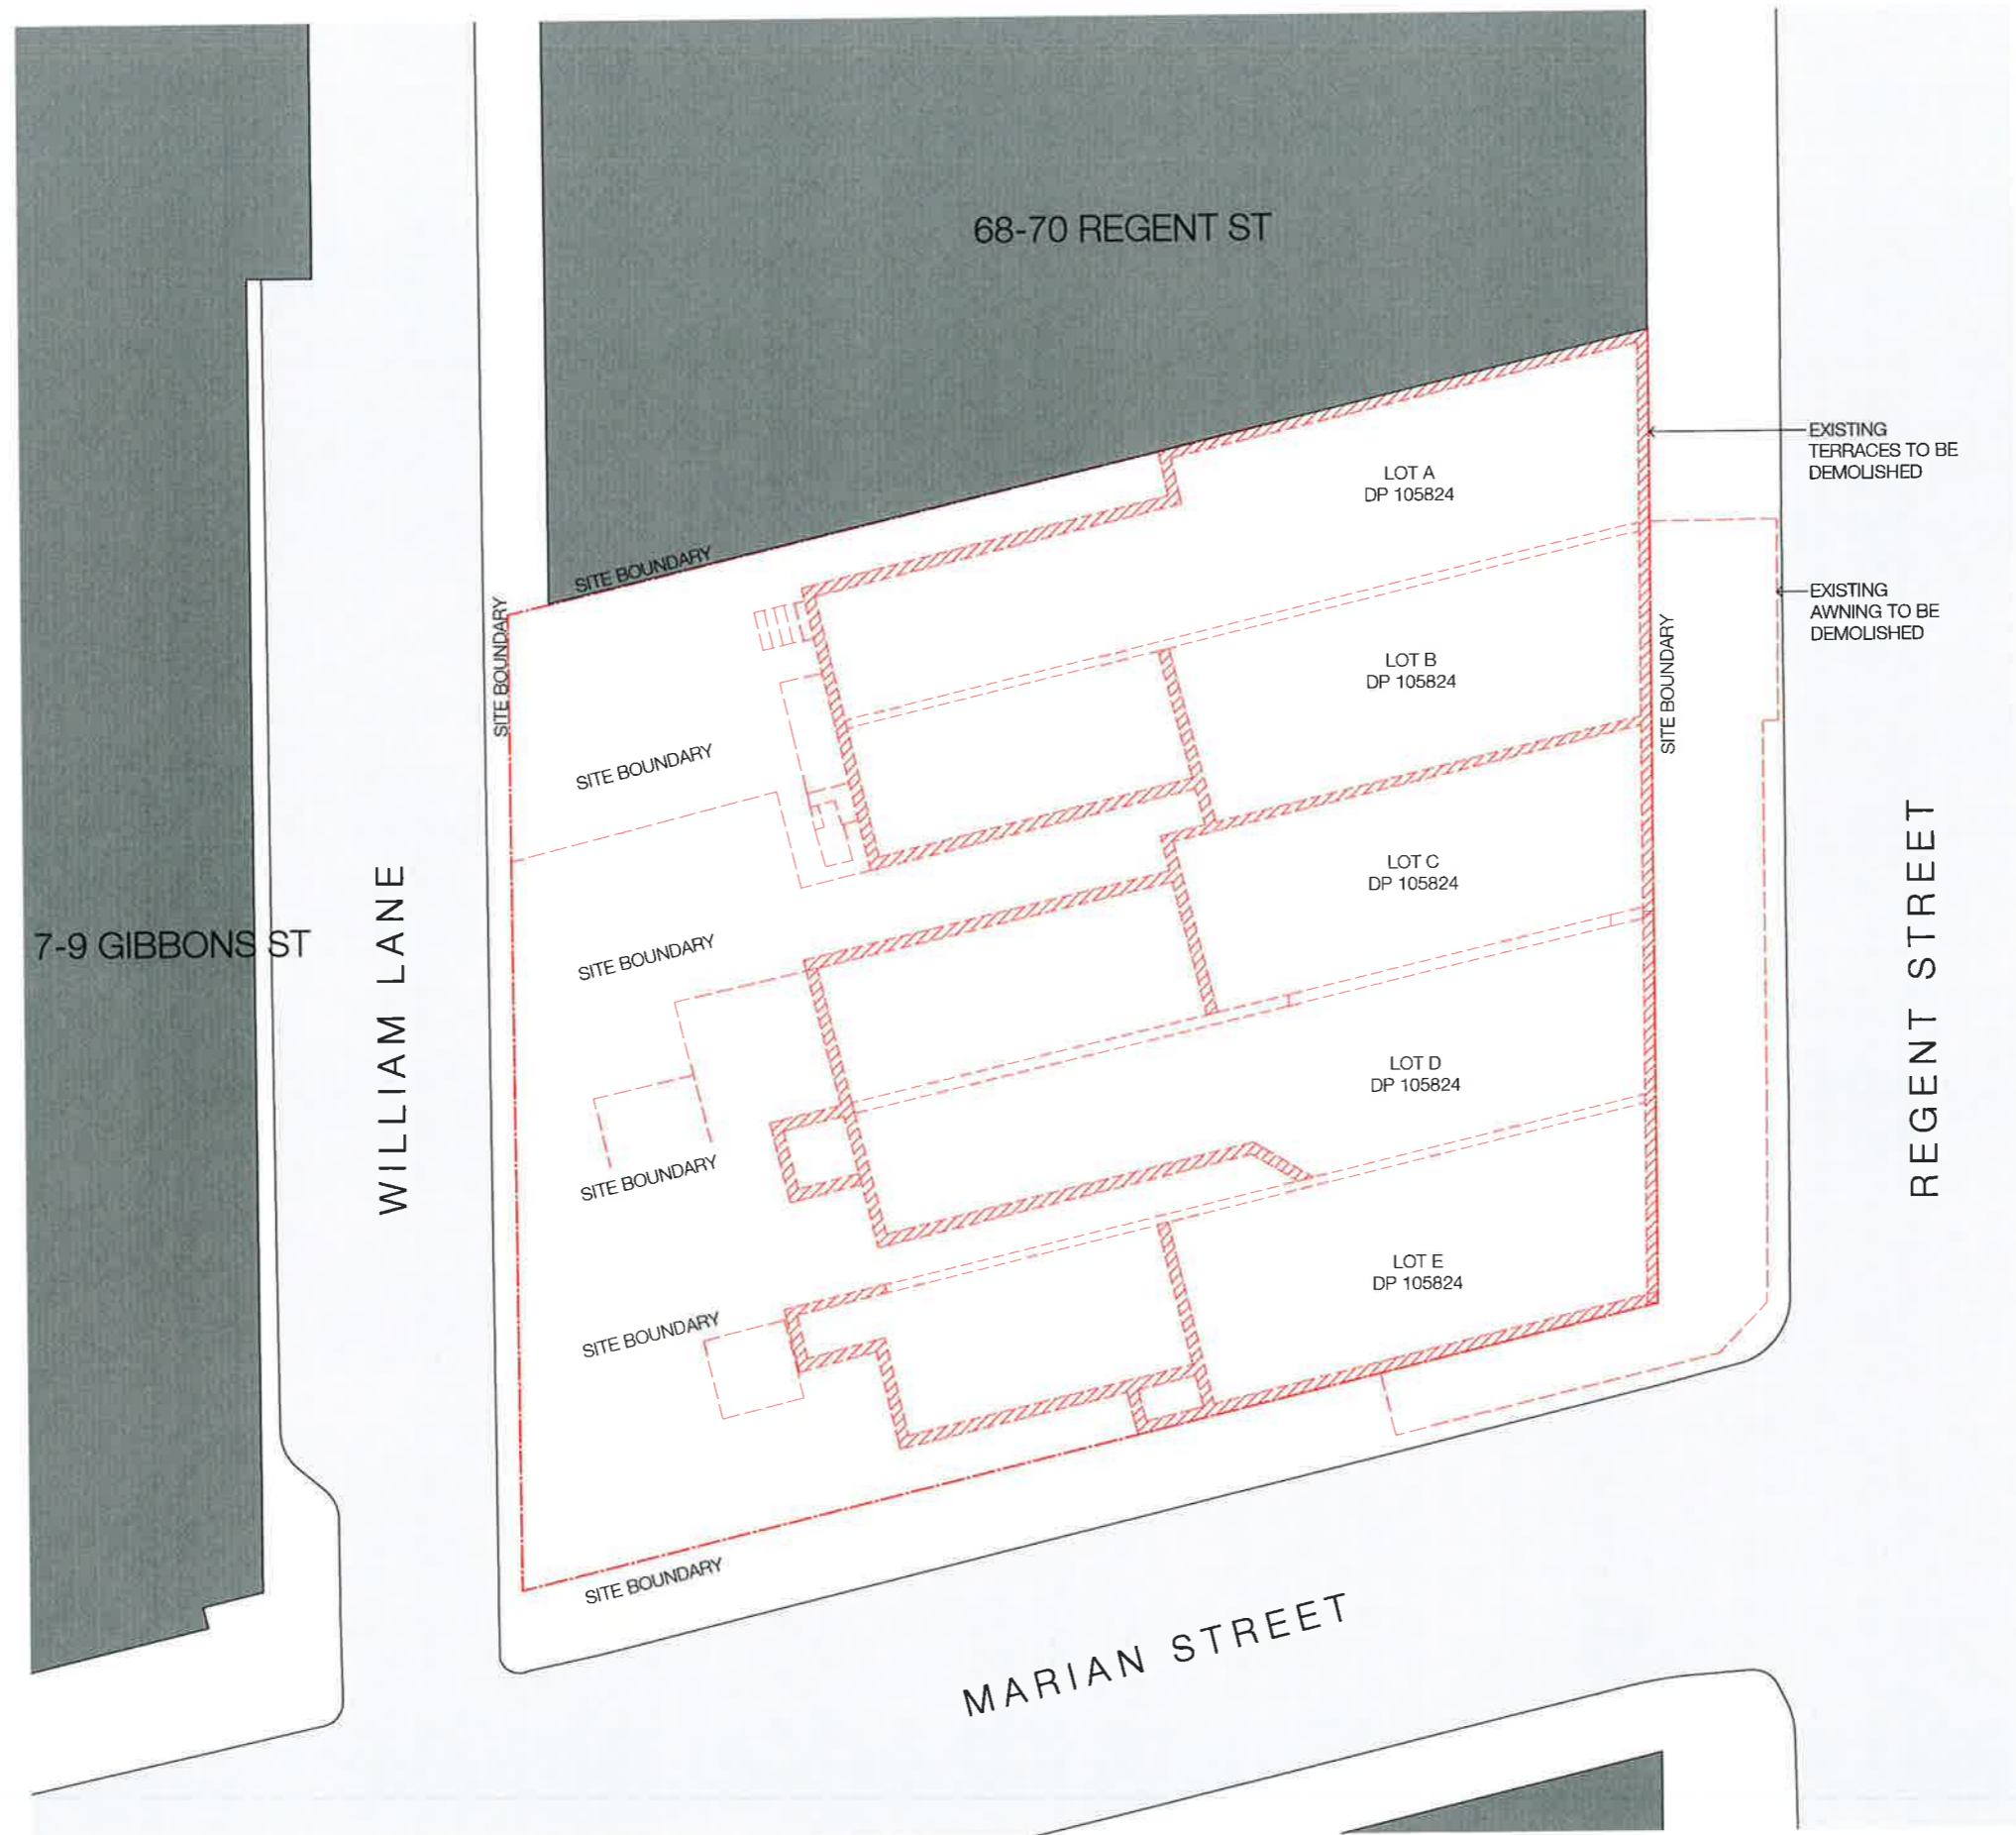 68-70 REGENT ST
EXISTING
TERRACES TO BE
DEMOLISHED
LOT A
DP 105824
SITE BOUNDARY
SITE BOUNDARY
EXISTING
AWNING TO BE
DEMOLISHED
LOT B
DP 105824
SITE BOUNDARY
SITE BOUNDARY
LOT C
DP 105824
7-9 GIBBONS ST
WILLIAM LANE
SITE BOUNDARY
REGENT STREET
LOT D
DP 105824
SITE BOUNDARY
LOT E
DP 105824
SITE BOUNDARY
SITE BOUNDARY
MARIAN STREET